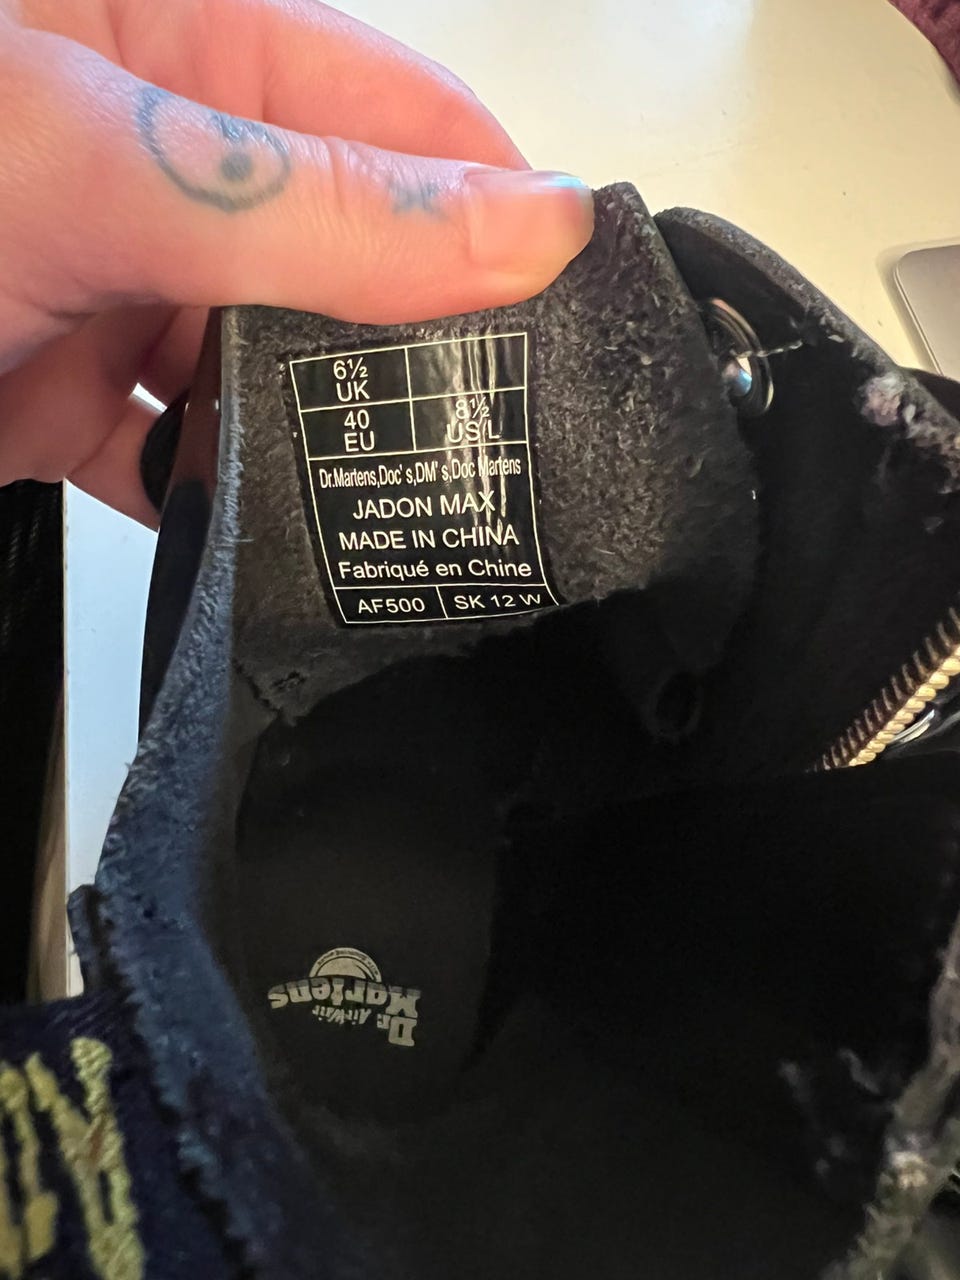 6½
UK
40
EU
8½
US L
Dr.Martens,Doc's,DM's,Doc Martens
JADON MAX
MADE IN CHINA
Fabriqué en Chine
AF500
SK 12 W
Dr. AirWair
Martens